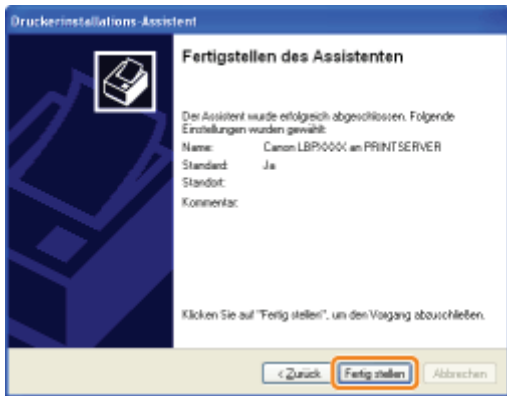 Druckerinstallations-Assistent
Fertigstellen des Assistenten
Der Assistent wurde erfolgreich abgeschlossen. Folgende
Einstellungen wurden gewählt:
Name: Canon LBPXXXX an PRINTSERVER
Standard: Ja
Standort:
Kommentar:
Klicken Sie auf "Fertig stellen", um den Vorgang abzuschließen.
< Zurück Fertig stellen Abbrechen